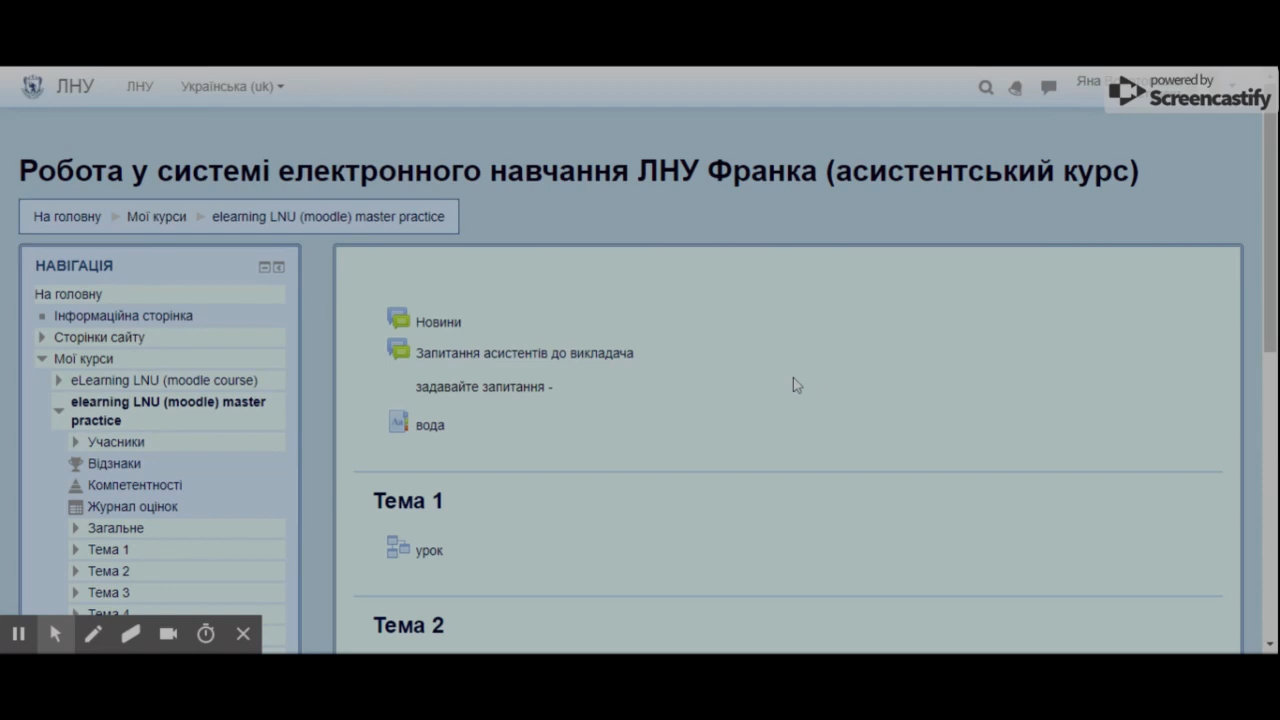 ЛНУ ЛНУ Українська (uk) Яна
powered by
Screencastify
Робота у системі електронного навчання ЛНУ Франка (асистентський курс)
На головну Мої курси elearning LNU (moodle) master practice
НАВІГАЦІЯ
На головну
Інформаційна сторінка
Сторінки сайту
Мої курси
eLearning LNU (moodle course)
elearning LNU (moodle) master
practice
Учасники
Відзнаки
Компетентності
Журнал оцінок
Загальне
Тема 1
Тема 2
Тема 3
Тема 4
Новини
Запитання асистентів до викладача
задавайте запитання -
Aa
вода
Тема 1
урок
Тема 2